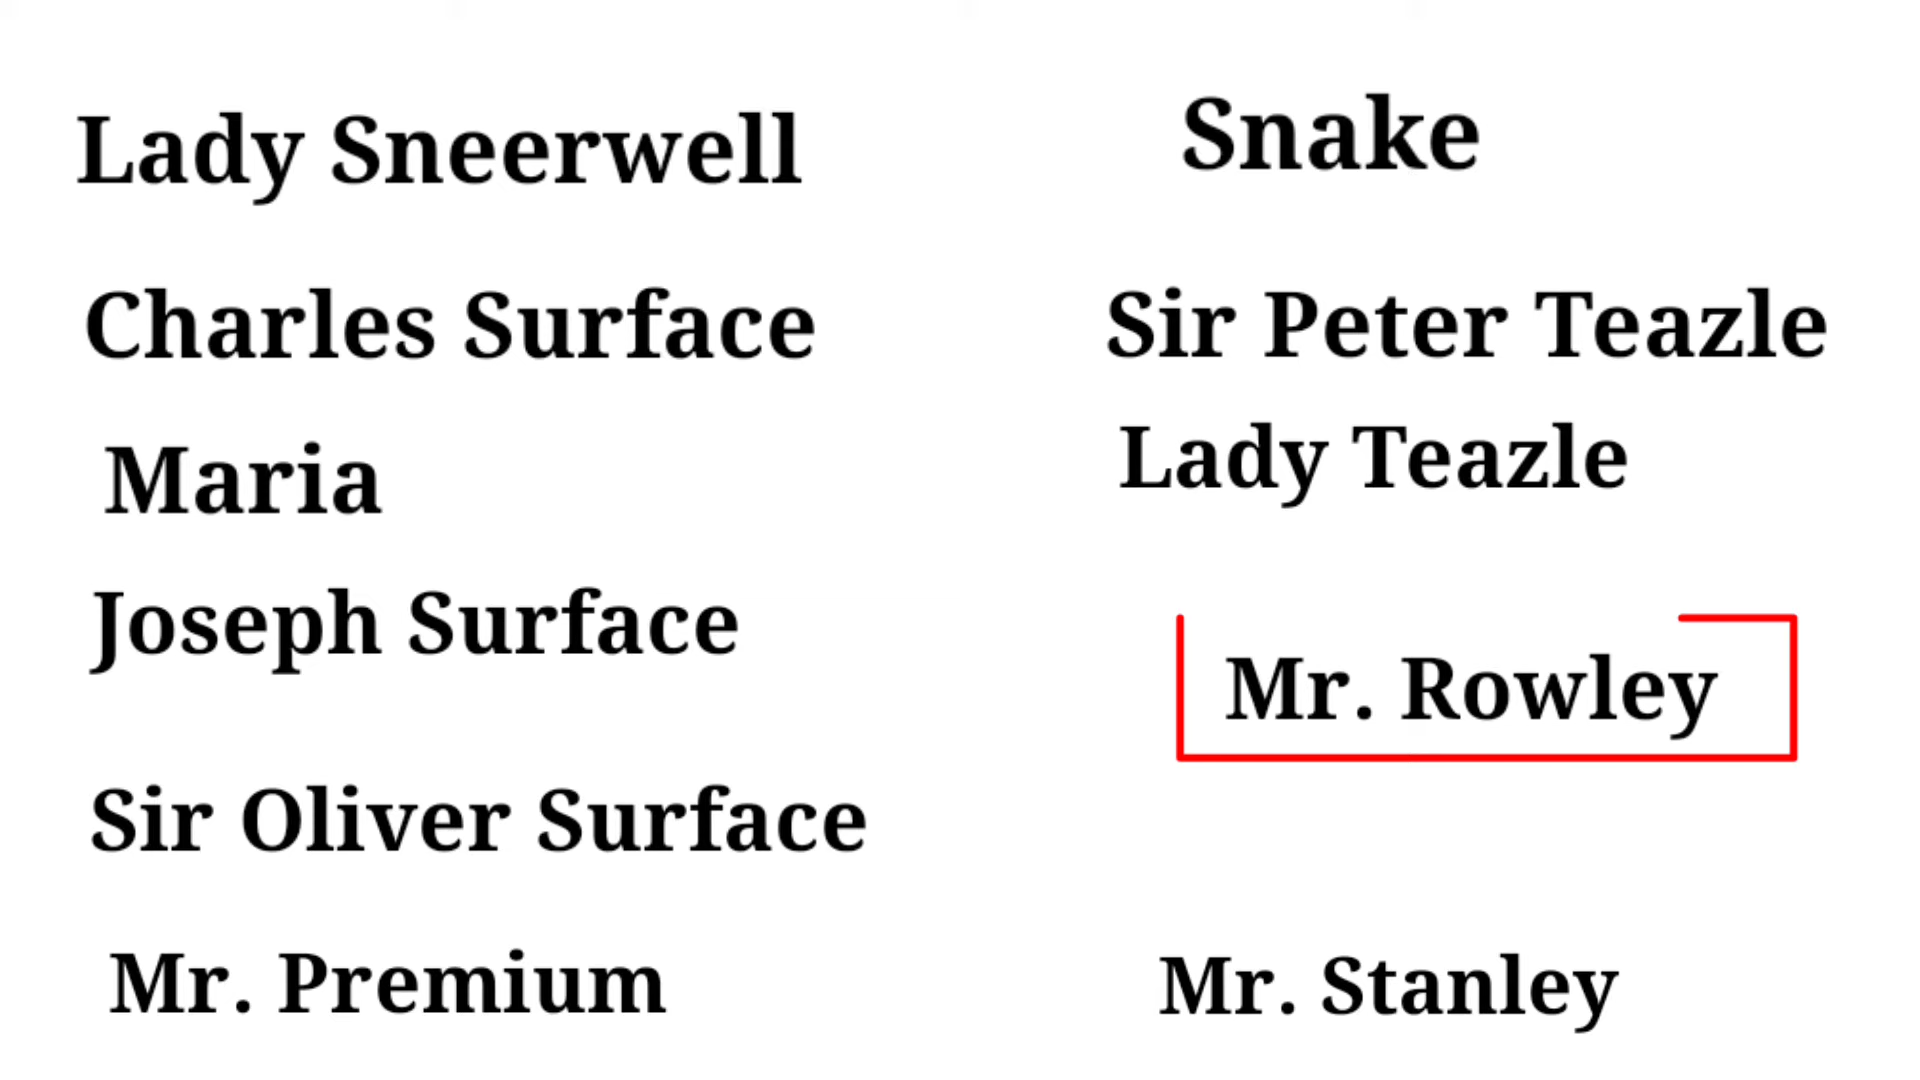 Lady Sneerwell
Snake
Charles Surface
Sir Peter Teazle
Maria
Lady Teazle
Joseph Surface
Mr. Rowley
Sir Oliver Surface
Mr. Premium
Mr. Stanley